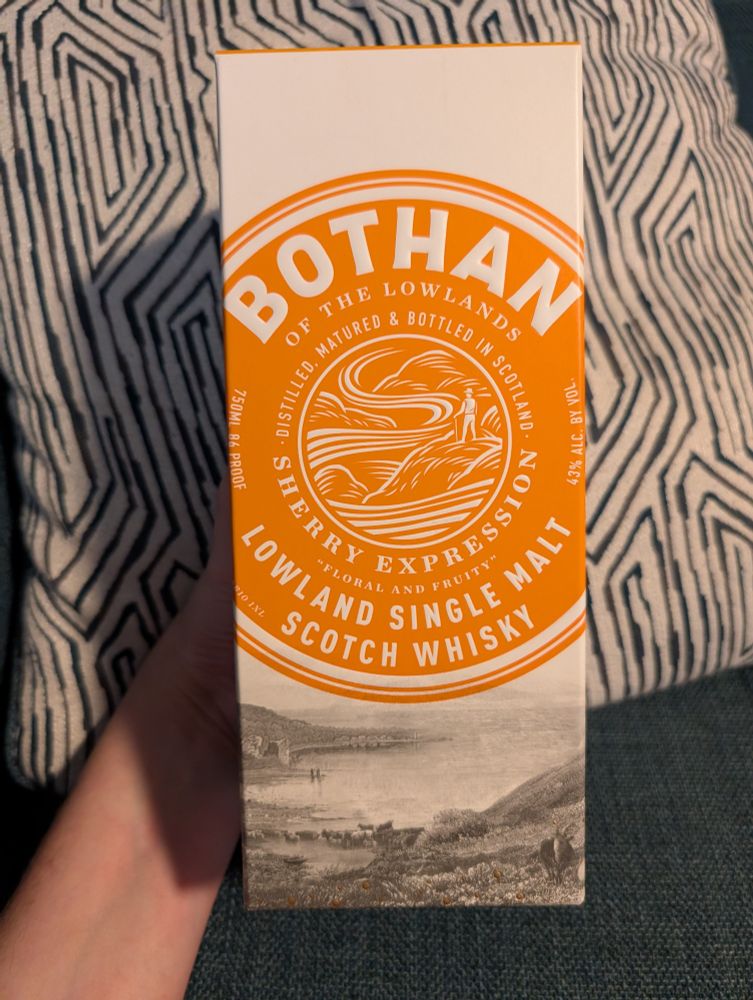 BOTHAN
OF THE LOWLANDS
·DISTILLED, MATURED & BOTTLED IN SCOTLAND·
750ML 86 PROOF
43% ALC. BY VOL.
SHERRY EXPRESSION
"FLORAL AND FRUITY"
LOWLAND SINGLE MALT
SCOTCH WHISKY